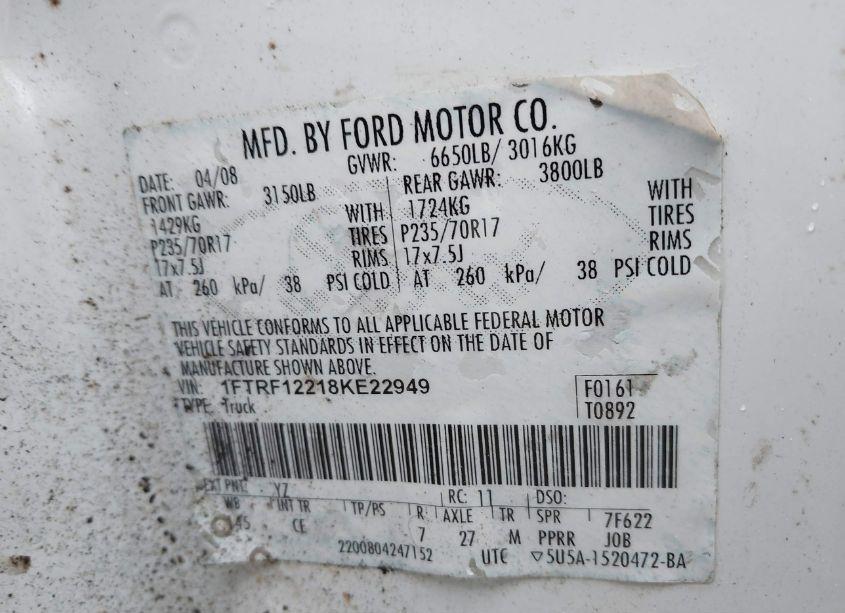 MFD. BY FORD MOTOR CO.
DATE: 04/08 GVWR: 6650LB/ 3016KG
FRONT GAWR: 3150LB REAR GAWR: 3800LB
1429KG WITH 1724KG WITH
P235/70R17 TIRES P235/70R17 TIRES
17x7.5J RIMS 17x7.5J RIMS
AT 260 kPa/ 38 PSI COLD AT 260 kPa/ 38 PSI COLD
THIS VEHICLE CONFORMS TO ALL APPLICABLE FEDERAL MOTOR
VEHICLE SAFETY STANDARDS IN EFFECT ON THE DATE OF
MANUFACTURE SHOWN ABOVE.
VIN: 1FTRF12218KE22949 F0161
TYPE: Truck T0892
EXT PNT: YZ RC: 11 DSO:
WB INT TR TP/PS R AXLE TR SPR 7F622
145 CE 7 27 M PPRR JOB
2200804247152 UTC ▽5U5A-1520472-BA